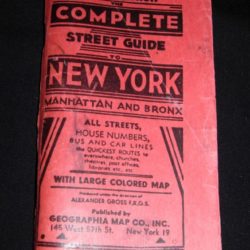 THE
COMPLETE
STREET GUIDE
TO
NEW YORK
MANHATTAN AND BRONX
ALL STREETS,
HOUSE NUMBERS,
BUS AND CAR LINES
the QUICKEST ROUTES to
everywhere, churches,
theatres, post offices,
libraries etc., etc.
WITH LARGE COLORED MAP
Produced under the direction of
ALEXANDER GROSS F.R.G.S.
Published by
GEOGRAPHIA MAP CO., INC.
145 West 57th St. New York 19